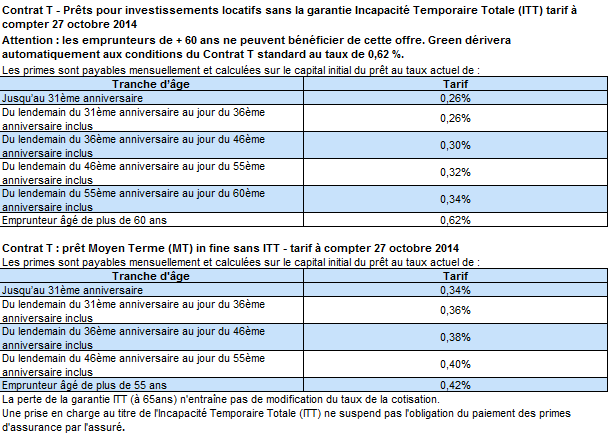 Contrat T - Prêts pour investissements locatifs sans la garantie Incapacité Temporaire Totale (ITT) tarif à
compter 27 octobre 2014
Attention : les emprunteurs de + 60 ans ne peuvent bénéficier de cette offre. Green dérivera
automatiquement aux conditions du Contrat T standard au taux de 0,62 %.
Les primes sont payables mensuellement et calculées sur le capital initial du prêt au taux actuel de :
Tranche d'âge Tarif
Jusqu'au 31ème anniversaire 0,26%
Du lendemain du 31ème anniversaire au jour du 36ème
anniversaire inclus 0,26%
Du lendemain du 36ème anniversaire au jour du 46ème
anniversaire inclus 0,30%
Du lendemain du 46ème anniversaire au jour du 55ème
anniversaire inclus 0,32%
Du lendemain du 55ème anniversaire au jour du 60ème
anniversaire inclus 0,34%
Emprunteur âgé de plus de 60 ans 0,62%
Contrat T : prêt Moyen Terme (MT) in fine sans ITT - tarif à compter 27 octobre 2014
Les primes sont payables mensuellement et calculées sur le capital initial du prêt au taux actuel de :
Tranche d'âge Tarif
Jusqu'au 31ème anniversaire 0,34%
Du lendemain du 31ème anniversaire au jour du 36ème
anniversaire inclus 0,36%
Du lendemain du 36ème anniversaire au jour du 46ème
anniversaire inclus 0,38%
Du lendemain du 46ème anniversaire au jour du 55ème
anniversaire inclus 0,40%
Emprunteur âgé de plus de 55 ans 0,42%
La perte de la garantie ITT (à 65ans) n'entraîne pas de modification du taux de la cotisation.
Une prise en charge au titre de l'Incapacité Temporaire Totale (ITT) ne suspend pas l'obligation du paiement des primes
d'assurance par l'assuré.